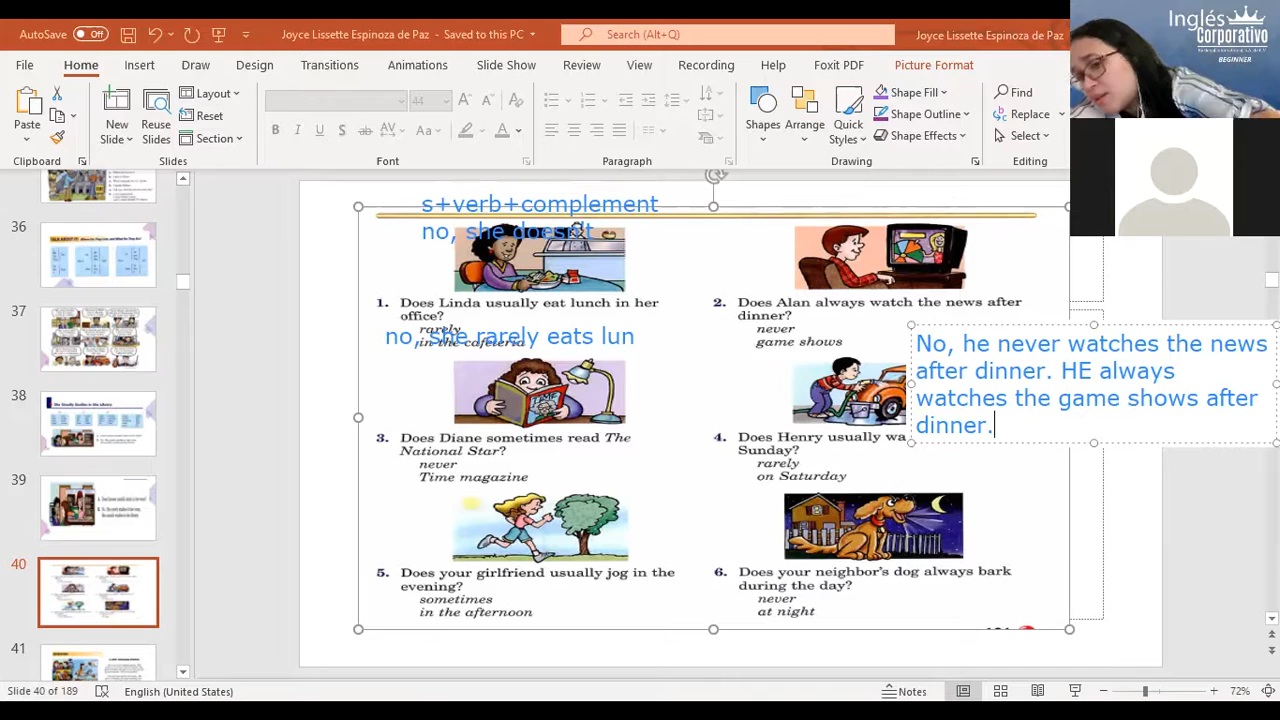 AutoSave Off
Joyce Lissette Espinoza de Paz - Saved to this PC
Search (Alt+Q)
Joyce Lissette Espinoza de Paz
Inglés
Corporativo
BEGINNER
File Home Insert Draw Design Transitions Animations Slide Show Review View Recording Help Foxit PDF Picture Format
Layout
Reset
Section
Paste
New
Slides
Reuse
Slides
44
Shapes
Arrange
Quick
Styles
Shape Fill
Shape Outline
Shape Effects
Find
Replace
Select
Clipboard Slides Font Paragraph Drawing Editing
36
37
38
39
40
41
s+verb+complement
no, she doesn't
1. Does Linda usually eat lunch in her
office?
rarely
in the cafeteria
no, she rarely eats lun
2. Does Alan always watch the news after
dinner?
never
game shows
No, he never watches the news
after dinner. HE always
watches the game shows after
dinner.
3. Does Diane sometimes read The
National Star?
never
Time magazine
4. Does Henry usually wa
Sunday?
rarely
on Saturday
5. Does your girlfriend usually jog in the
evening?
sometimes
in the afternoon
6. Does your neighbor's dog always bark
during the day?
never
at night
Slide 40 of 189
English (United States)
Notes
72%